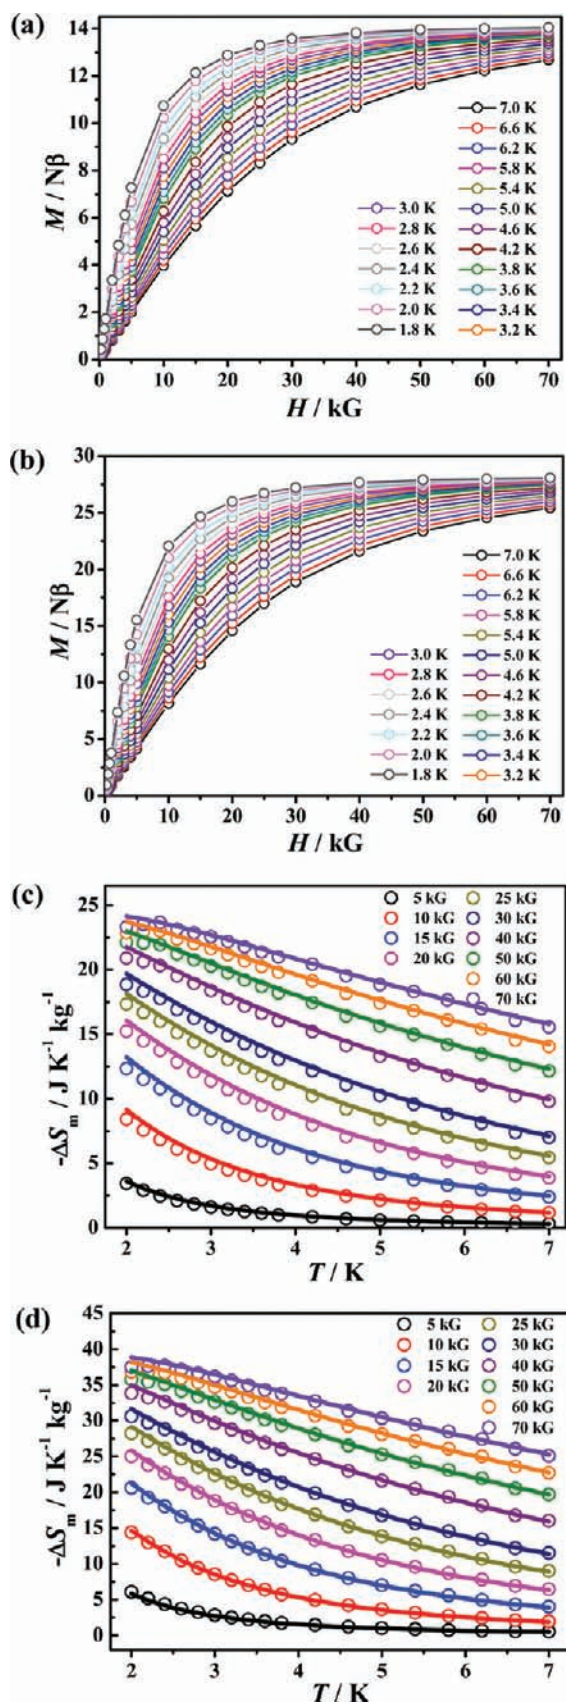 (a)
14
12
10
8
6
4
2
0
M / Nβ
7.0 K
6.6 K
6.2 K
5.8 K
5.4 K
3.0 K 5.0 K
2.8 K 4.6 K
2.6 K 4.2 K
2.4 K 3.8 K
2.2 K 3.6 K
2.0 K 3.4 K
1.8 K 3.2 K
0 10 20 30 40 50 60 70
H / kG
(b)
30
25
20
15
10
5
0
M / Nβ
7.0 K
6.6 K
6.2 K
5.8 K
5.4 K
3.0 K 5.0 K
2.8 K 4.6 K
2.6 K 4.2 K
2.4 K 3.8 K
2.2 K 3.6 K
2.0 K 3.4 K
1.8 K 3.2 K
0 10 20 30 40 50 60 70
H / kG
(c)
25
20
15
10
5
0
-ΔSm / J K-1 kg-1
5 kG 25 kG
10 kG 30 kG
15 kG 40 kG
20 kG 50 kG
60 kG
70 kG
2 3 4 5 6 7
T / K
(d)
45
40
35
30
25
20
15
10
5
0
-ΔSm / J K-1 kg-1
5 kG 25 kG
10 kG 30 kG
15 kG 40 kG
20 kG 50 kG
60 kG
70 kG
2 3 4 5 6 7
T / K